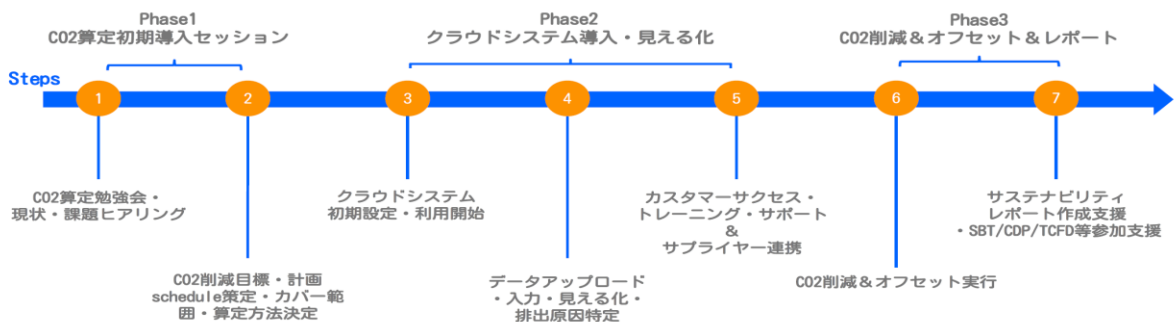 Phase1
CO2算定初期導入セッション
Phase2
クラウドシステム導入・見える化
Phase3
CO2削減＆オフセット＆レポート
Steps
1
2
3
4
5
6
7
CO2算定勉強会・
現状・課題ヒアリング
CO2削減目標・計画
schedule策定・カバー範
囲・算定方法決定
クラウドシステム
初期設定・利用開始
データアップロード
・入力・見える化・
排出原因特定
カスタマーサクセス・
トレーニング・サポート
＆
サプライヤー連携
CO2削減＆オフセット実行
サステナビリティ
レポート作成支援
・SBT/CDP/TCFD等参加支援